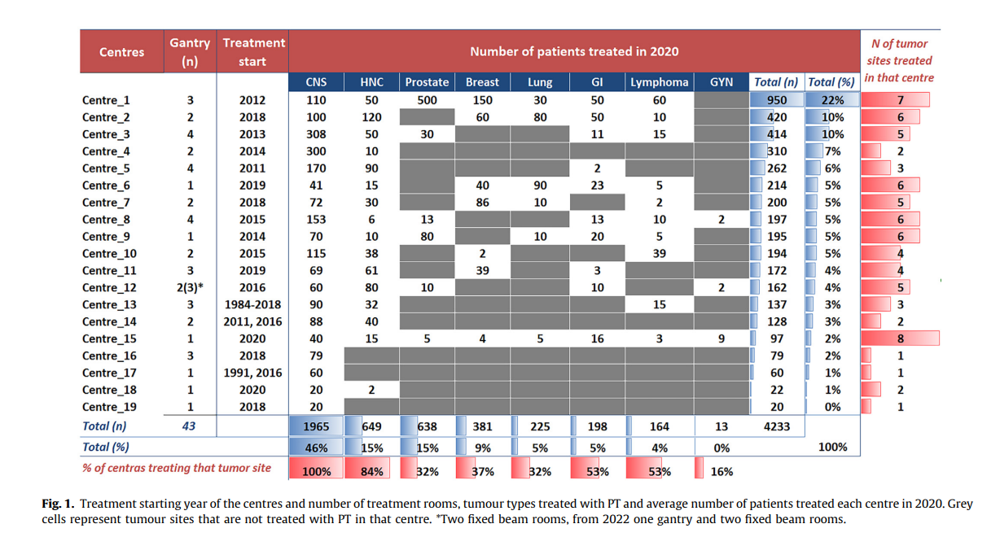 Centres Gantry (n) Treatment start Number of patients treated in 2020 N of tumor sites treated in that centre
CNS HNC Prostate Breast Lung GI Lymphoma GYN Total (n) Total (%)
Centre_1 3 2012 110 50 500 150 30 50 60 950 22% 7
Centre_2 2 2018 100 120 60 80 50 10 420 10% 6
Centre_3 4 2013 308 50 30 11 15 414 10% 5
Centre_4 2 2014 300 10 310 7% 2
Centre_5 4 2011 170 90 2 262 6% 3
Centre_6 1 2019 41 15 40 90 23 5 214 5% 6
Centre_7 2 2018 72 30 86 10 2 200 5% 5
Centre_8 4 2015 153 6 13 13 10 2 197 5% 6
Centre_9 1 2014 70 10 80 10 20 5 195 5% 6
Centre_10 2 2015 115 38 2 39 194 5% 4
Centre_11 3 2019 69 61 39 3 172 4% 4
Centre_12 2(3)* 2016 60 80 10 10 2 162 4% 5
Centre_13 3 1984-2018 90 32 15 137 3% 3
Centre_14 2 2011, 2016 88 40 128 3% 2
Centre_15 1 2020 40 15 5 4 5 16 3 9 97 2% 8
Centre_16 3 2018 79 79 2% 1
Centre_17 1 1991, 2016 60 60 1% 1
Centre_18 1 2020 20 2 22 1% 2
Centre_19 1 2018 20 20 0% 1
Total (n) 43 1965 649 638 381 225 198 164 13 4233
Total (%) 46% 15% 15% 9% 5% 5% 4% 0% 100%
% of centras treating that tumor site 100% 84% 32% 37% 32% 53% 53% 16%
Fig. 1. Treatment starting year of the centres and number of treatment rooms, tumour types treated with PT and average number of patients treated each centre in 2020. Grey
cells represent tumour sites that are not treated with PT in that centre. *Two fixed beam rooms, from 2022 one gantry and two fixed beam rooms.